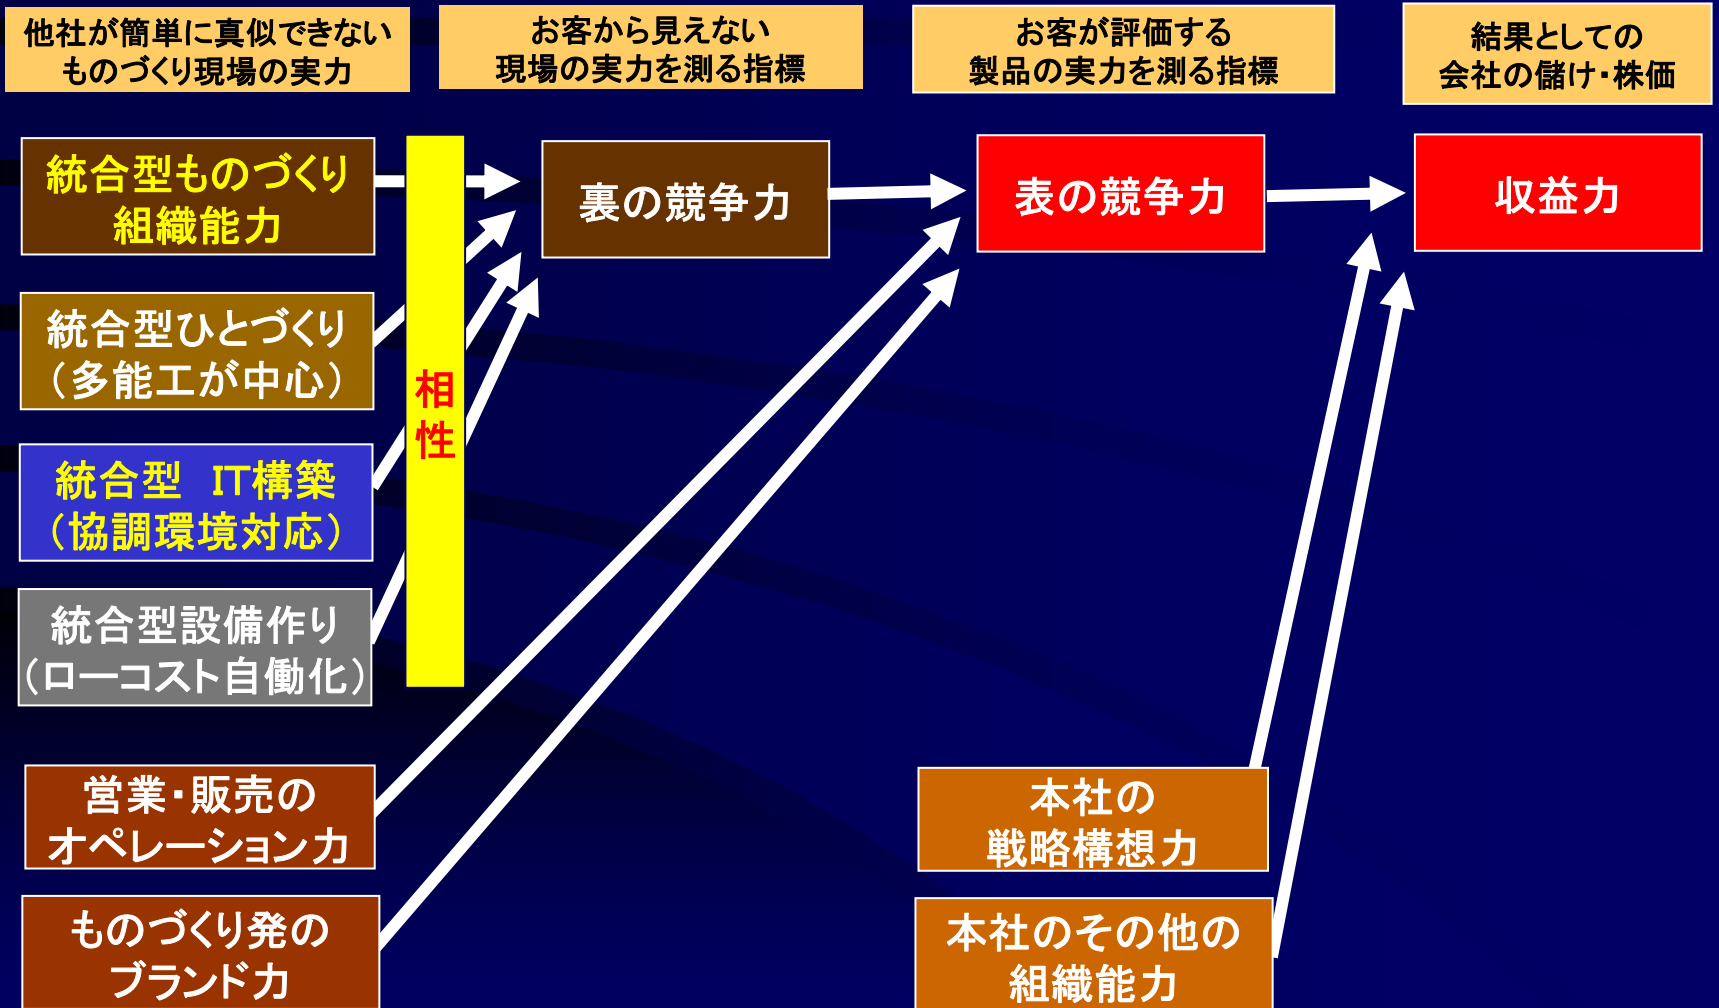 他社が簡単に真似できない
ものづくり現場の実力
お客から見えない
現場の実力を測る指標
お客が評価する
製品の実力を測る指標
結果としての
会社の儲け・株価
統合型ものづくり
組織能力
裏の競争力
表の競争力
収益力
統合型ひとづくり
（多能工が中心）
相
性
統合型　IT構築
（協調環境対応）
統合型設備作り
（ローコスト自働化）
営業・販売の
オペレーション力
本社の
戦略構想力
ものづくり発の
ブランド力
本社のその他の
組織能力